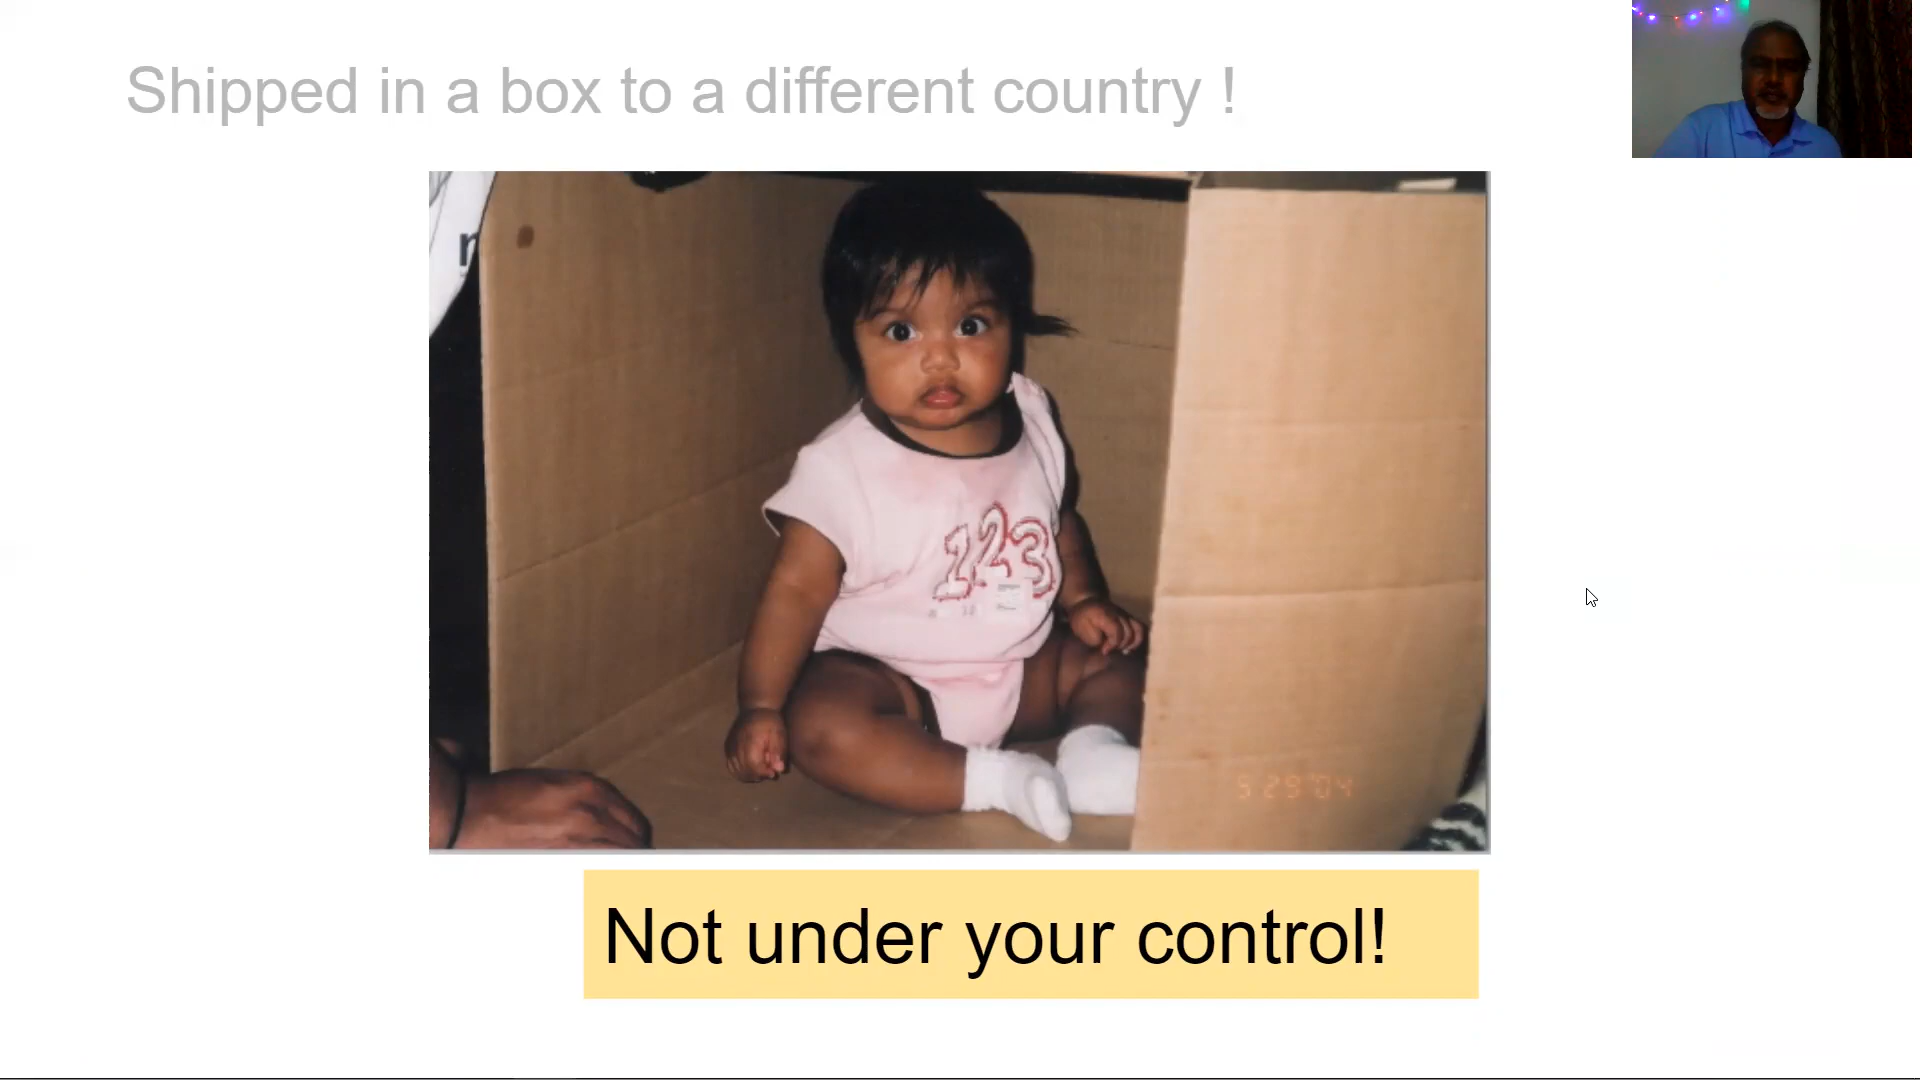 Shipped in a box to a different country !
123
5 29 '04
Not under your control!